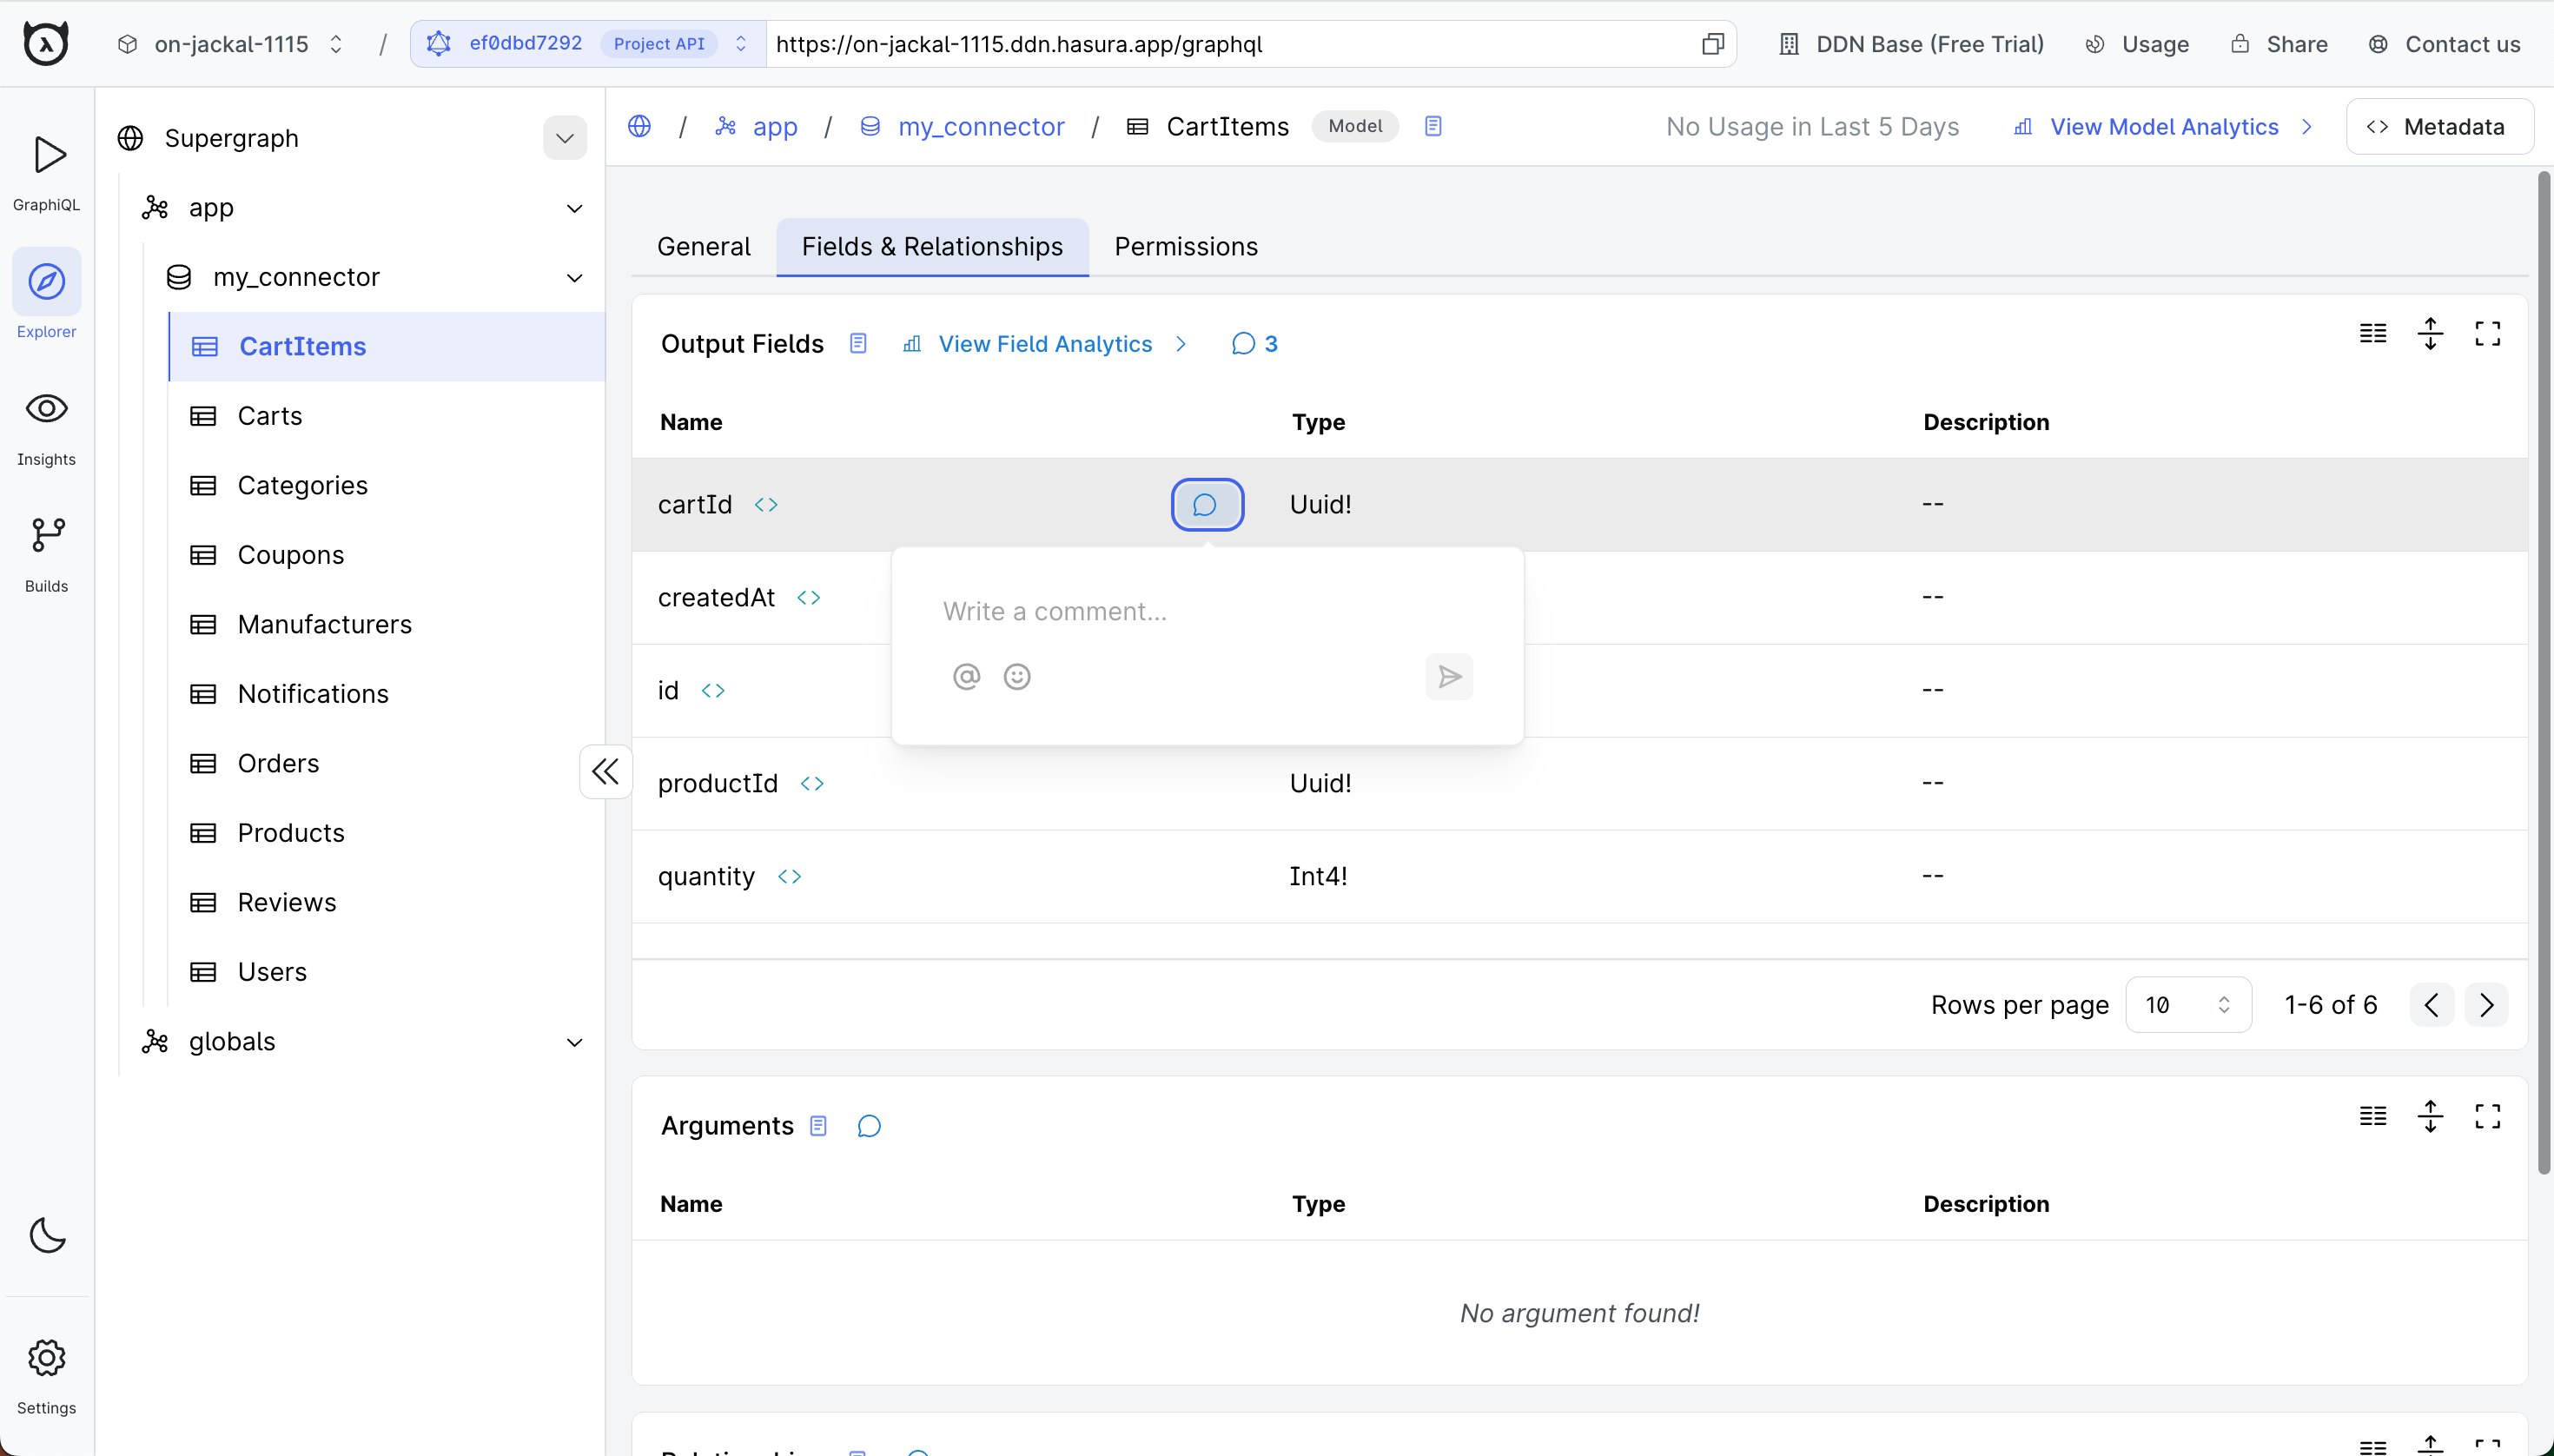 on-jackal-1115 / ef0dbd7292 Project API https://on-jackal-1115.ddn.hasura.app/graphql DDN Base (Free Trial) Usage Share Contact us
GraphiQL
Explorer
Insights
Builds
Settings
Supergraph
app
my_connector
CartItems
Carts
Categories
Coupons
Manufacturers
Notifications
Orders
Products
Reviews
Users
globals
/ app / my_connector / CartItems Model No Usage in Last 5 Days View Model Analytics Metadata
General Fields & Relationships Permissions
Output Fields View Field Analytics 3
Name Type Description
cartId Uuid! --
createdAt --
id --
productId Uuid! --
quantity Int4! --
Write a comment…
Rows per page 10 1-6 of 6
Arguments
Name Type Description
No argument found!